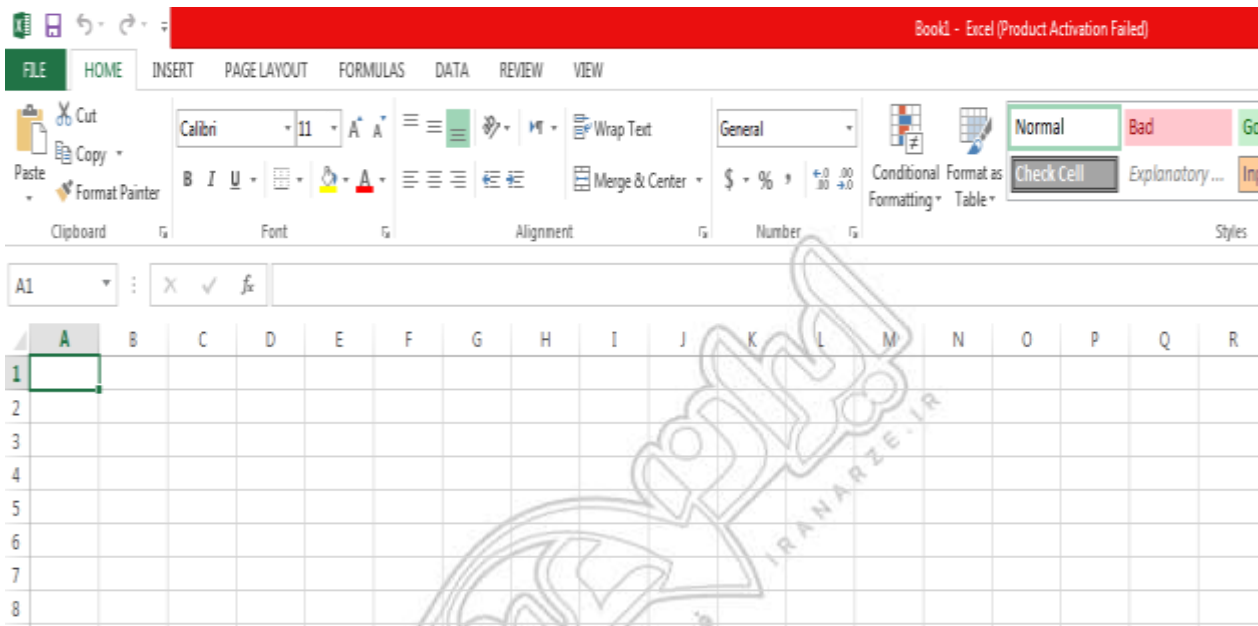 Book1 - Excel (Product Activation Failed)
FILE HOME INSERT PAGE LAYOUT FORMULAS DATA REVIEW VIEW
Cut
Copy
Format Painter
Paste
Clipboard
Calibri 11
B I U
Font
Wrap Text
Merge & Center
Alignment
General
$ % ,
Number
Conditional Formatting
Format as Table
Normal Bad
Check Cell Explanatory ...
Styles
A1 fx
A B C D E F G H I J K L M N O P Q R
1
2
3
4
5
6
7
8
IRANARZE.IR